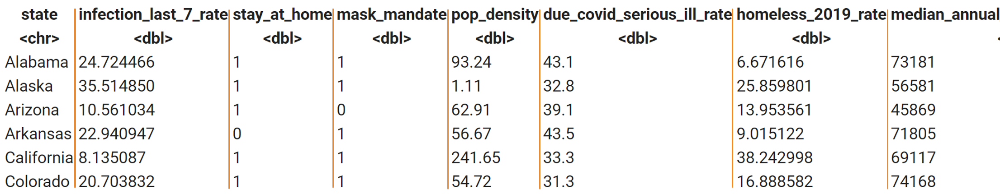 state infection_last_7_rate stay_at_home mask_mandate pop_density due_covid_serious_ill_rate homeless_2019_rate median_annual
<chr> <dbl> <dbl> <dbl> <dbl> <dbl> <dbl> <
Alabama 24.724466 1 1 93.24 43.1 6.671616 73181
Alaska 35.514850 1 1 1.11 32.8 25.859801 56581
Arizona 10.561034 1 0 62.91 39.1 13.953561 45869
Arkansas 22.940947 0 1 56.67 43.5 9.015122 71805
California 8.135087 1 1 241.65 33.3 38.242998 69117
Colorado 20.703832 1 1 54.72 31.3 16.888582 74168